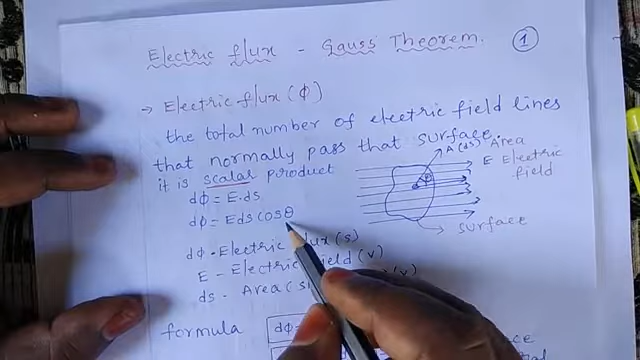 Electric flux - Gauss Theorem. 1
→ Electric flux (ϕ)
the total number of electric field lines
that normally pass that surface.
it is scalar product
dϕ = E.ds
dϕ = Eds cosθ
A (ds) Area
E Electric
field
surface
dϕ - Electric flux (s)
E - Electric field (v)
ds - Area (v)
formula dϕ =